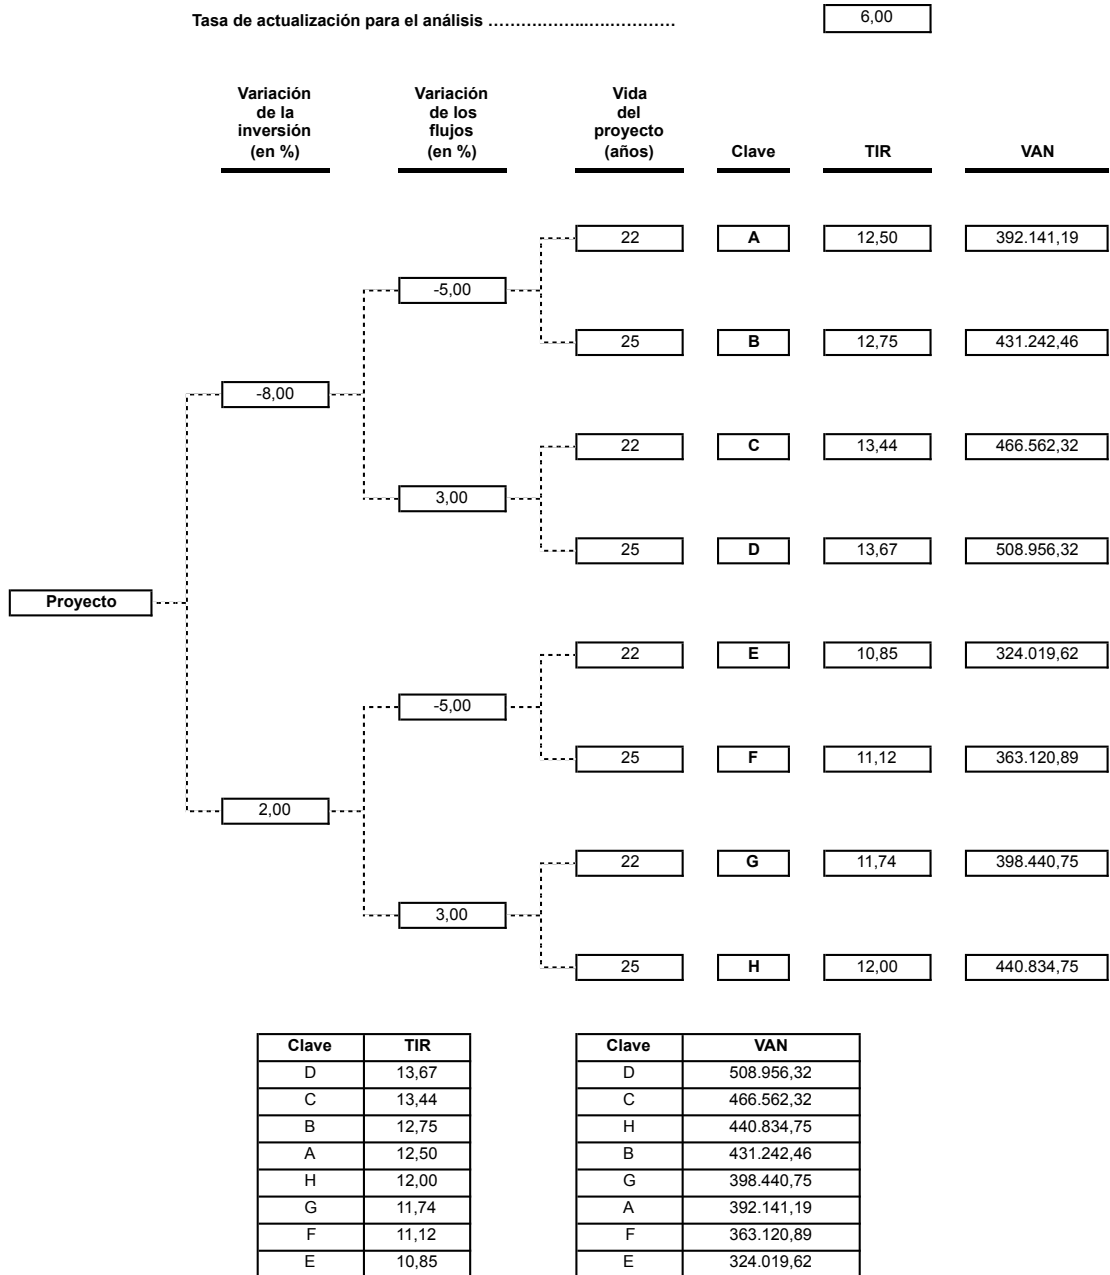 Tasa de actualización para el análisis ……………………………
6,00
Variación de la inversión (en %)
Variación de los flujos (en %)
Vida del proyecto (años)
Clave
TIR
VAN
22 A 12,50 392.141,19
-5,00
25 B 12,75 431.242,46
-8,00
22 C 13,44 466.562,32
3,00
25 D 13,67 508.956,32
Proyecto
22 E 10,85 324.019,62
-5,00
25 F 11,12 363.120,89
2,00
22 G 11,74 398.440,75
3,00
25 H 12,00 440.834,75
Clave TIR
D 13,67
C 13,44
B 12,75
A 12,50
H 12,00
G 11,74
F 11,12
E 10,85
Clave VAN
D 508.956,32
C 466.562,32
H 440.834,75
B 431.242,46
G 398.440,75
A 392.141,19
F 363.120,89
E 324.019,62